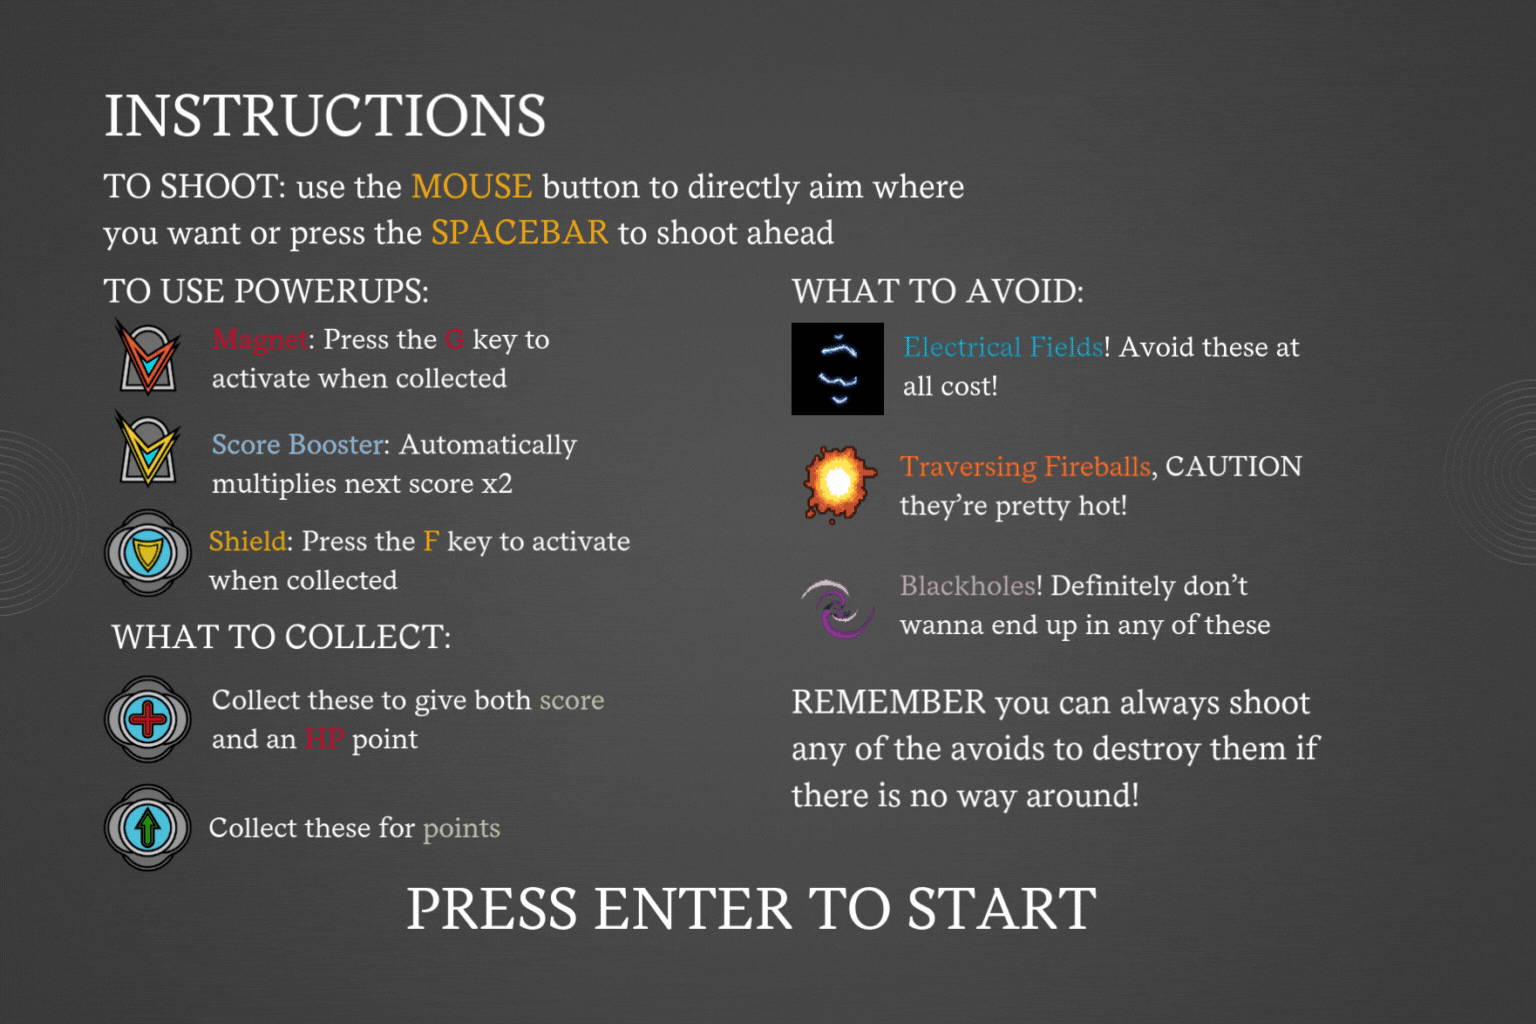 INSTRUCTIONS
TO SHOOT: use the MOUSE button to directly aim where
you want or press the SPACEBAR to shoot ahead
TO USE POWERUPS:
Magnet: Press the G key to
activate when collected
Score Booster: Automatically
multiplies next score x2
Shield: Press the F key to activate
when collected
WHAT TO COLLECT:
Collect these to give both score
and an HP point
Collect these for points
WHAT TO AVOID:
Electrical Fields! Avoid these at
all cost!
Traversing Fireballs, CAUTION
they’re pretty hot!
Blackholes! Definitely don’t
wanna end up in any of these
REMEMBER you can always shoot
any of the avoids to destroy them if
there is no way around!
PRESS ENTER TO START